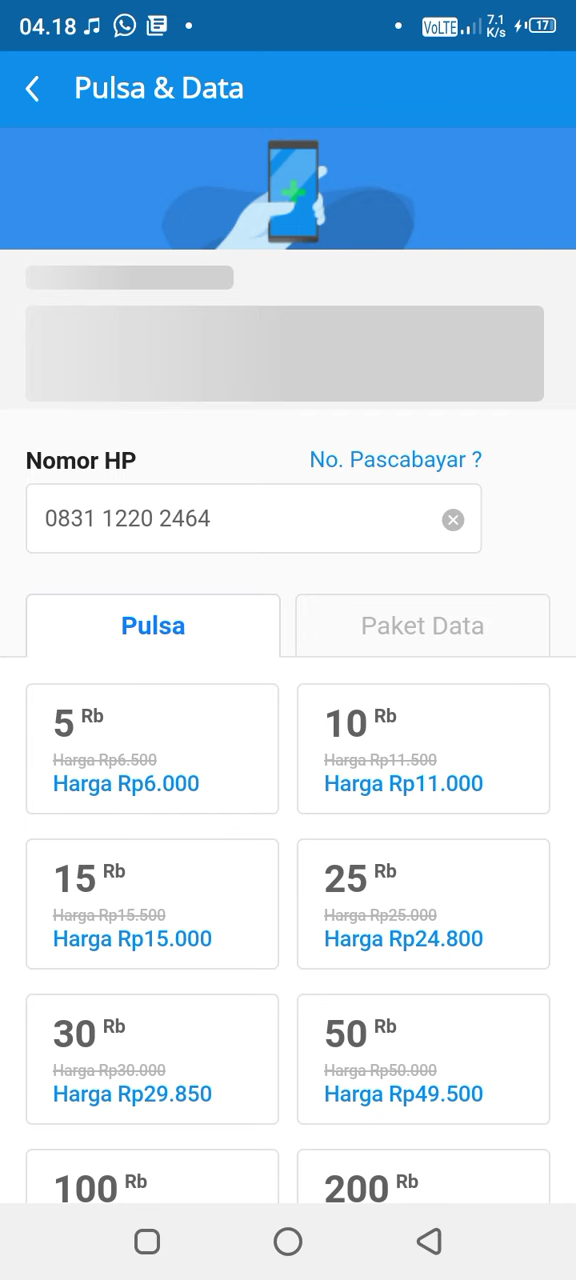 04.18
VoLTE 7.1 K/s 17
Pulsa & Data
Nomor HP No. Pascabayar ?
0831 1220 2464
Pulsa Paket Data
5 Rb 10 Rb
Harga Rp6.500 Harga Rp11.500
Harga Rp6.000 Harga Rp11.000
15 Rb 25 Rb
Harga Rp15.500 Harga Rp25.000
Harga Rp15.000 Harga Rp24.800
30 Rb 50 Rb
Harga Rp30.000 Harga Rp50.000
Harga Rp29.850 Harga Rp49.500
100 Rb 200 Rb